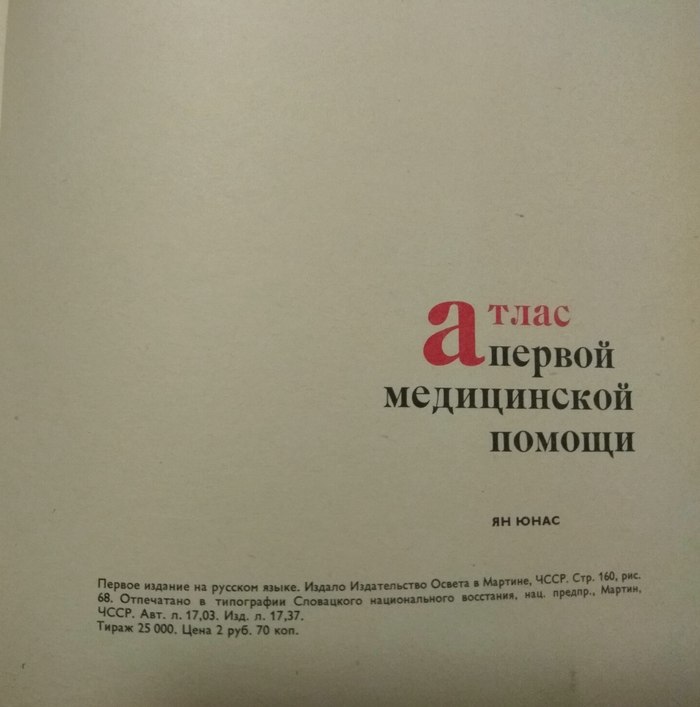 атлас
первой
медицинской
помощи
ЯН ЮНАС
Первое издание на русском языке. Издало Издательство Освета в Мартине, ЧССР. Стр. 160, рис.
68. Отпечатано в типографии Словацкого национального восстания, нац. предпр., Мартин,
ЧССР. Авт. л. 17,03. Изд. л. 17,37.
Тираж 25 000. Цена 2 руб. 70 коп.